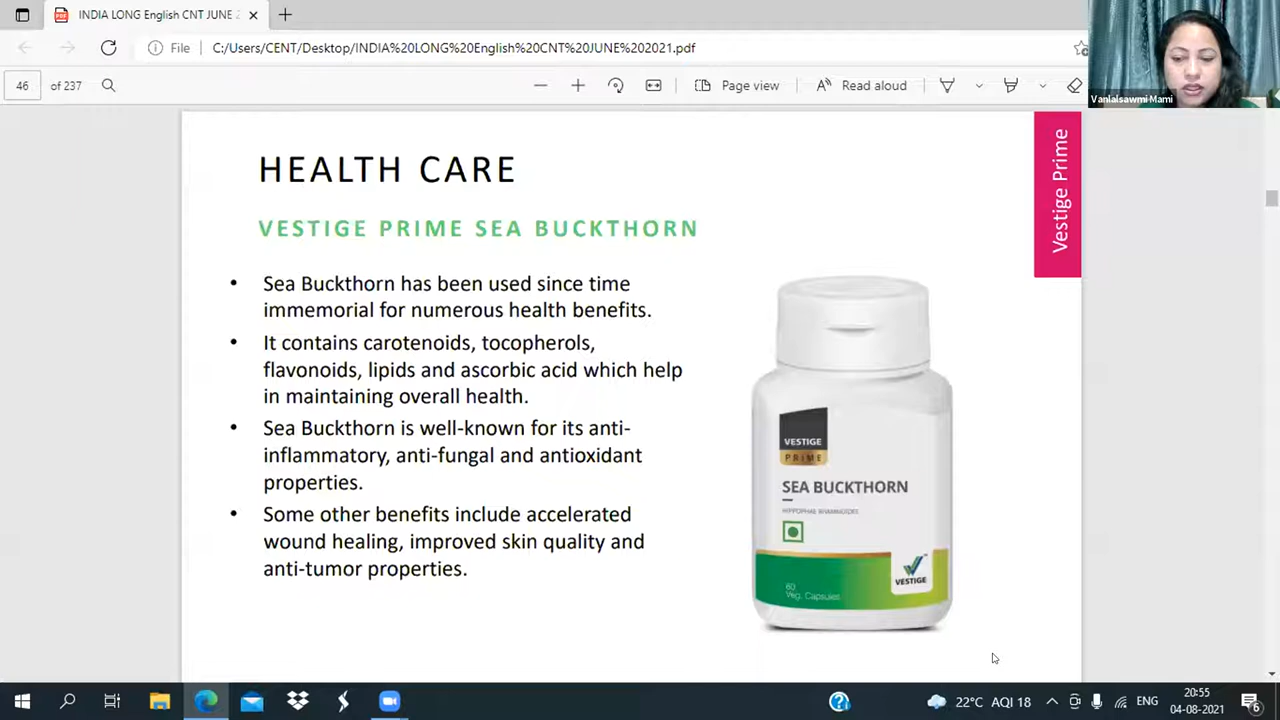 INDIA LONG English CNT JUNE 2
File
C:/Users/CENT/Desktop/INDIA%20LONG%20English%20CNT%20JUNE%202021.pdf
46 of 237
Page view
Read aloud
Vanlalsawmi Mami
HEALTH CARE
Vestige Prime
VESTIGE PRIME SEA BUCKTHORN
• Sea Buckthorn has been used since time
immemorial for numerous health benefits.
• It contains carotenoids, tocopherols,
flavonoids, lipids and ascorbic acid which help
in maintaining overall health.
• Sea Buckthorn is well-known for its anti-
inflammatory, anti-fungal and antioxidant
properties.
• Some other benefits include accelerated
wound healing, improved skin quality and
anti-tumor properties.
VESTIGE
PRIME
SEA BUCKTHORN
VESTIGE
60
Veg. Capsules
22°C AQI 18
ENG
20:55
04-08-2021
6